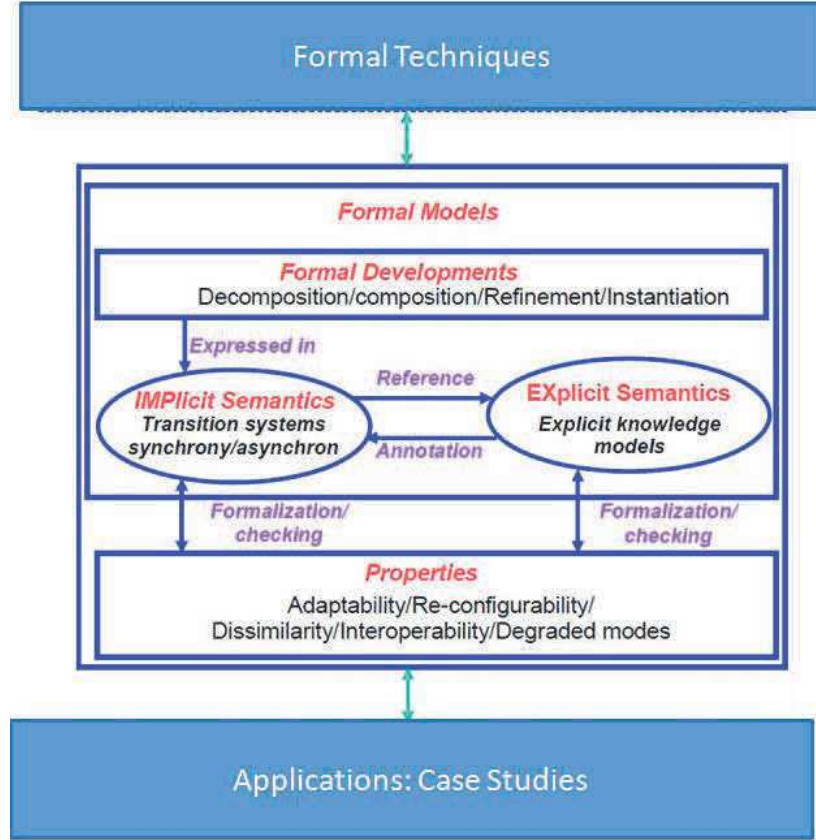 Formal Techniques
Formal Models
Formal Developments
Decomposition/composition/Refinement/Instantiation
Expressed in
Reference
IMPlicit Semantics
Transition systems
synchrony/asynchron
EXplicit Semantics
Explicit knowledge
models
Annotation
Formalization/
checking
Formalization/
checking
Properties
Adaptability/Re-configurability/
Dissimilarity/Interoperability/Degraded modes
Applications: Case Studies